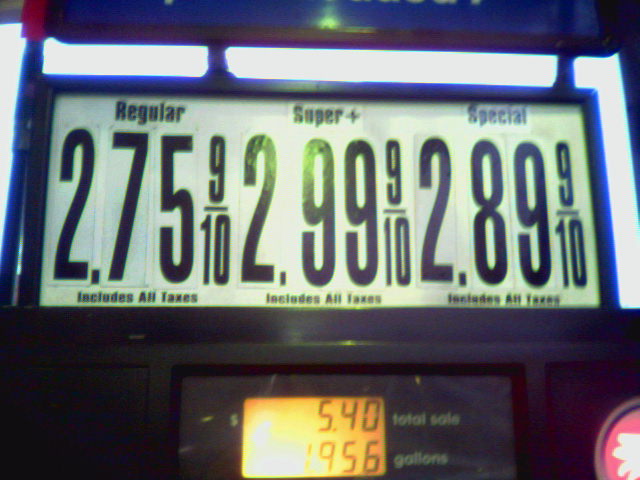 Regular Super+ Special
2.75 9/10 2.99 9/10 2.89 9/10
Includes All Taxes Includes All Taxes Includes All Taxes
$ 5.40 total sale
1.956 gallons